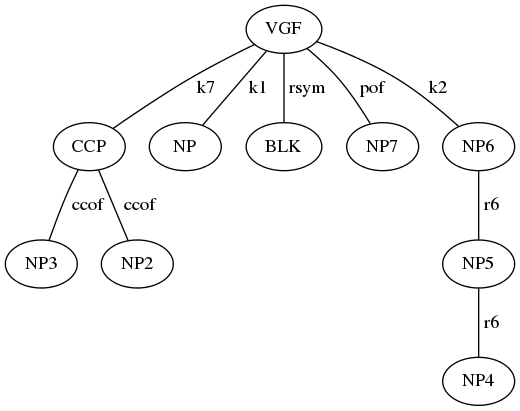 VGF
k7 k1 rsym pof k2
CCP NP BLK NP7 NP6
ccof ccof r6
NP3 NP2 NP5
r6
NP4